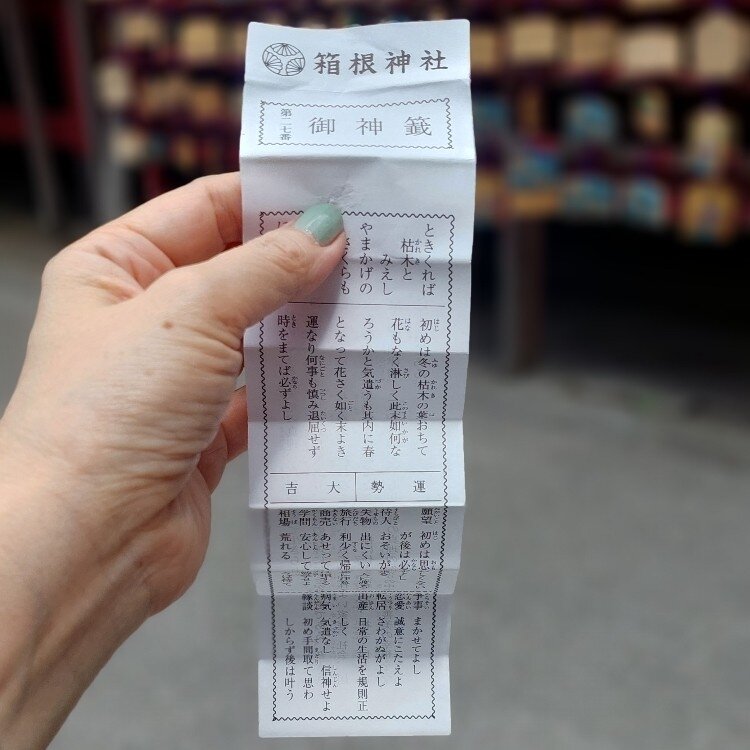 箱根神社
第二七番
御神籤
ときくれば
枯木と
みえし
やまかげの
さくらも
初めは冬の枯木の葉おちて
花もなく淋しく此末如何な
ろうかと気遣うも其内に春
となって花さく如く末よき
運なり何事も慎み退屈せず
時をまてば必ずよし
運勢
大吉
願望 初めは思
が後は必
待人 おそいが
失物 出にくい
旅行 利少く
商売
あせって
学問 安心して
相場 荒れる
争事 まかせてよし
恋愛 誠意にこたえよ
転居 さわがぬがよし
出産 日常の生活を規則正
しく
病気 気遣なし 信神せよ
縁談 初め手間取て思わ
しからず後は叶う